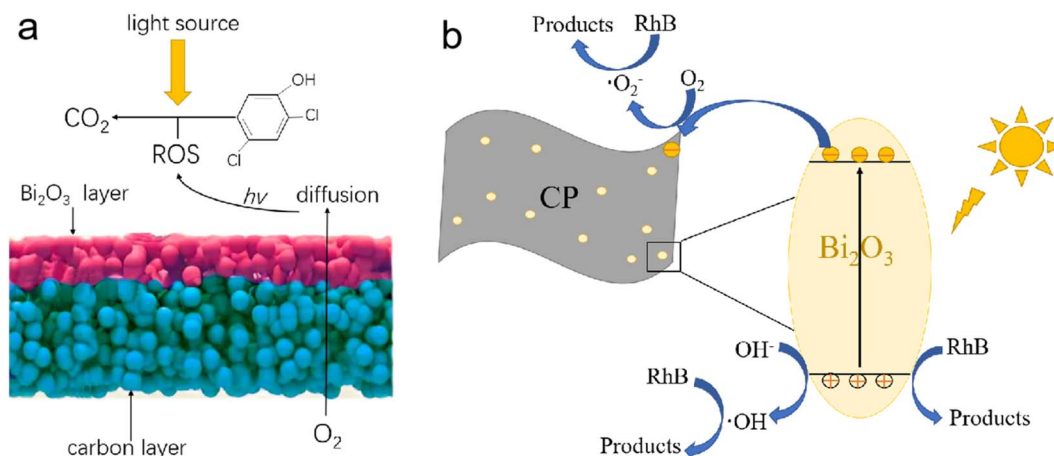 a
light source
OH
CO₂
Cl
Cl
ROS
Bi₂O₃ layer
hv
diffusion
carbon layer
O₂
b
Products
RhB
·O₂⁻
O₂
CP
Bi₂O₃
OH⁻
RhB
RhB
·OH
Products
Products